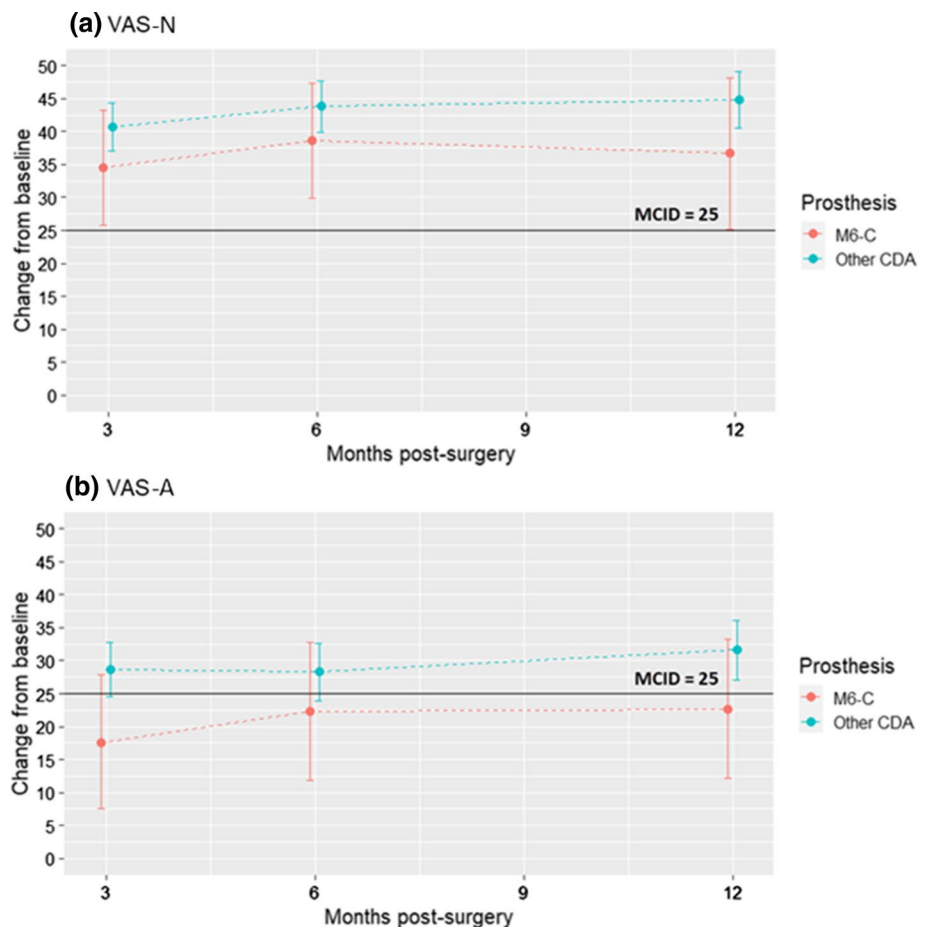 (a) VAS-N
50
45
40
35
30
25
20
15
10
5
0
Change from baseline
MCID = 25
3 6 9 12
Months post-surgery
Prosthesis
M6-C
Other CDA
(b) VAS-A
50
45
40
35
30
25
20
15
10
5
0
Change from baseline
MCID = 25
3 6 9 12
Months post-surgery
Prosthesis
M6-C
Other CDA